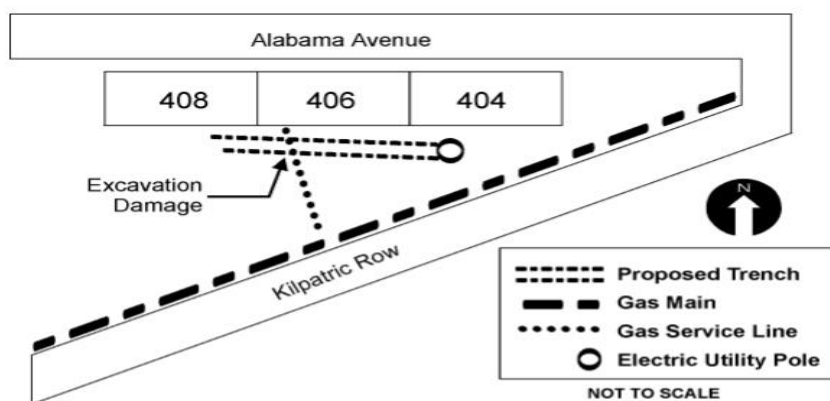 Alabama Avenue
408
406
404
Excavation
Damage
N
Kilpatric Row
Proposed Trench
Gas Main
Gas Service Line
Electric Utility Pole
NOT TO SCALE